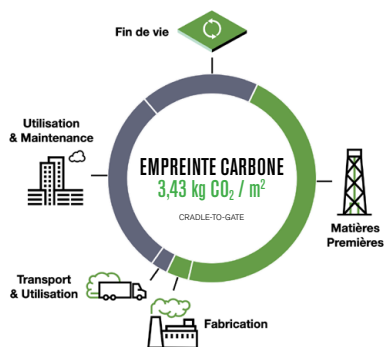 Fin de vie
Utilisation
& Maintenance
EMPREINTE CARBONE
3,43 kg CO₂ / m²
CRADLE-TO-GATE
Matières
Premières
Transport
& Utilisation
Fabrication